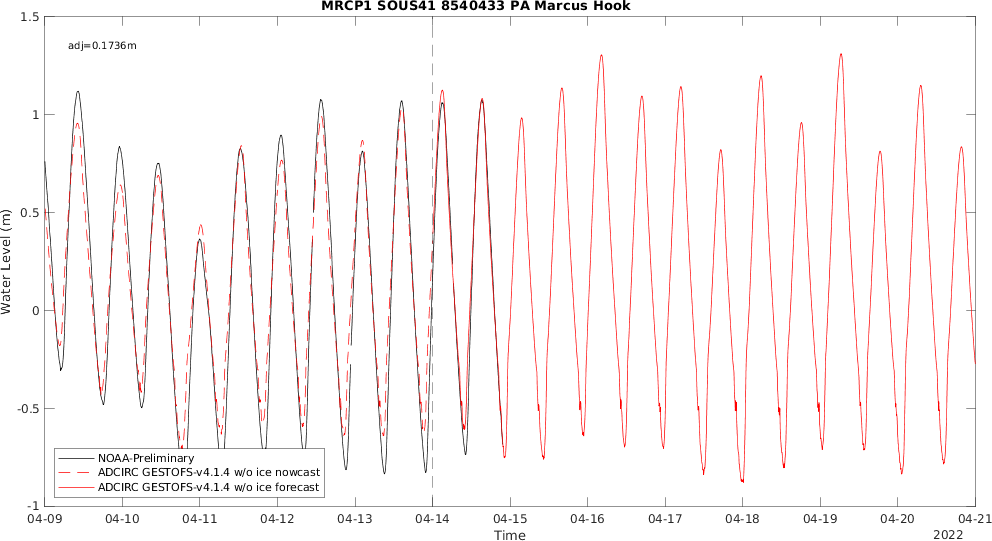 MRCP1 SOUS41 8540433 PA Marcus Hook
adj=0.1736m
Water Level (m)
1.5
1
0.5
0
-0.5
-1
NOAA-Preliminary
ADCIRC GESTOFS-v4.1.4 w/o ice nowcast
ADCIRC GESTOFS-v4.1.4 w/o ice forecast
04-09 04-10 04-11 04-12 04-13 04-14 04-15 04-16 04-17 04-18 04-19 04-20 04-21
Time
2022